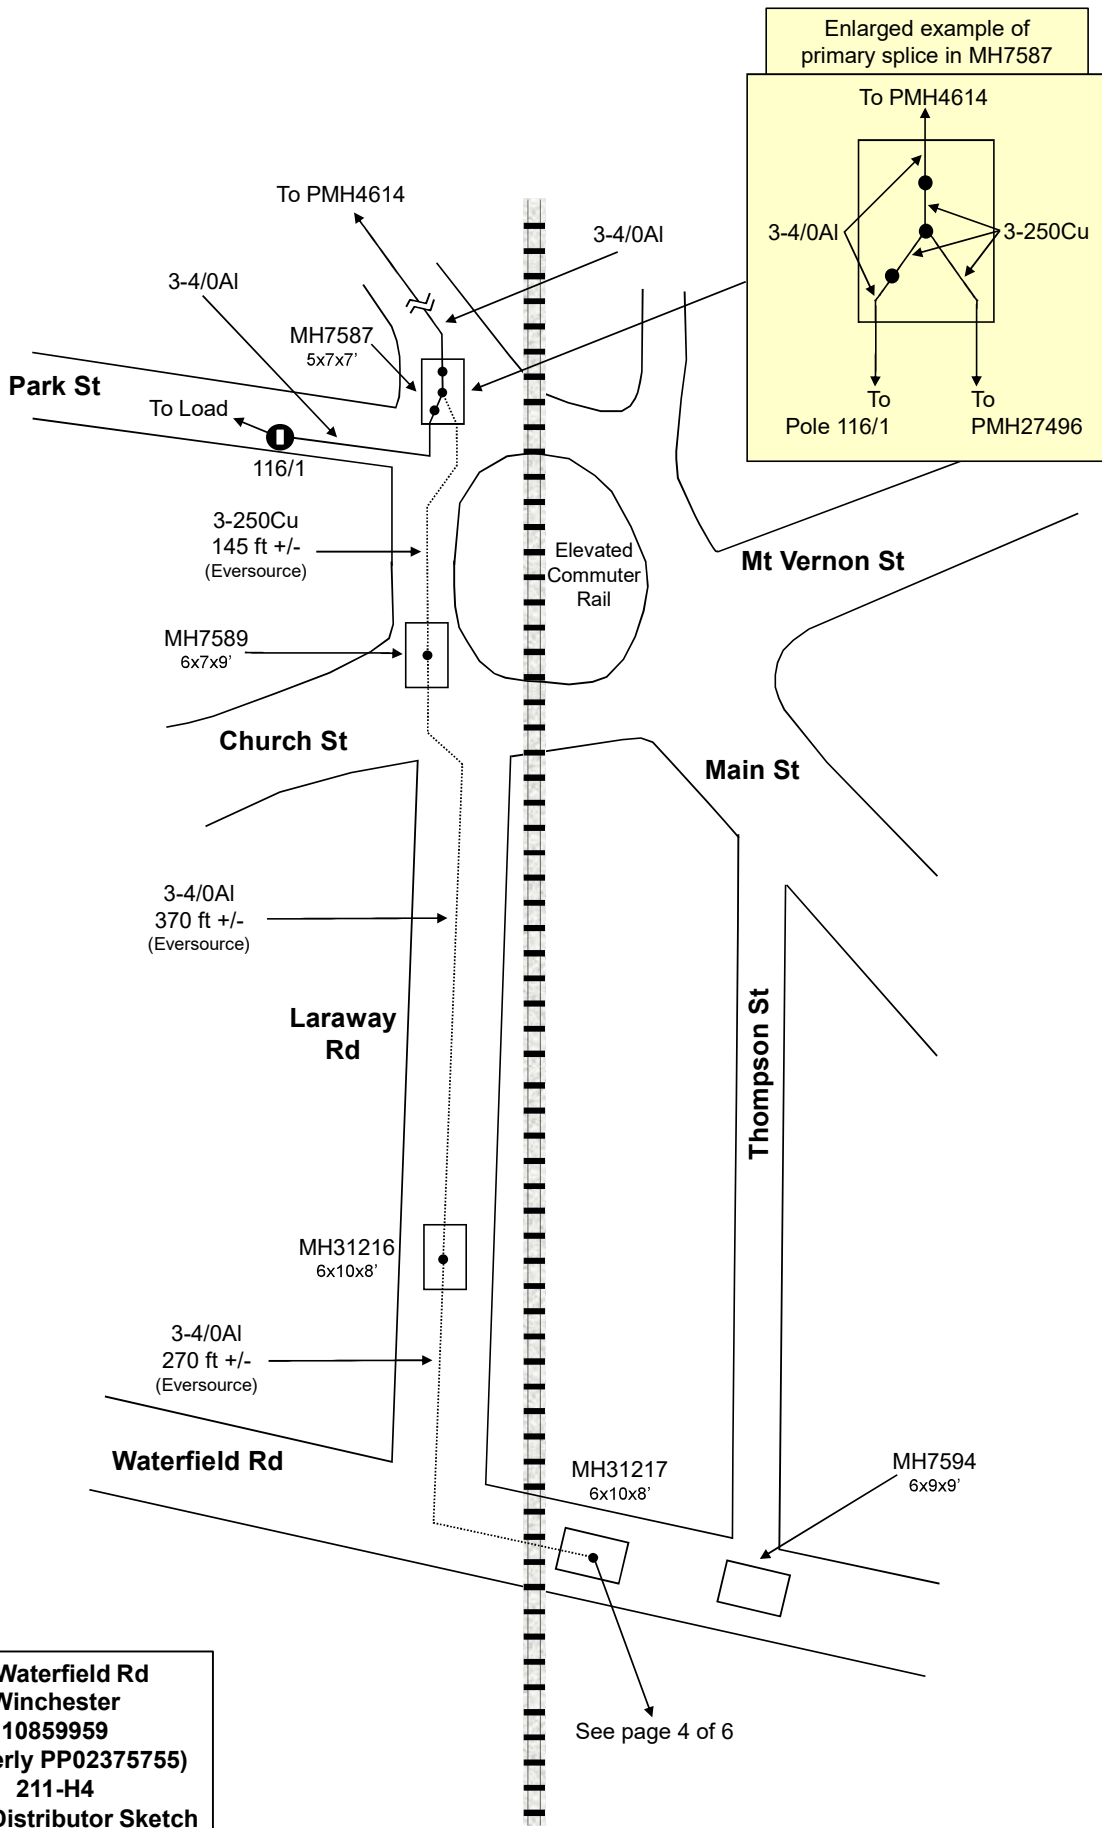 Enlarged example of
primary splice in MH7587
To PMH4614
3-4/0Al
3-250Cu
To
Pole 116/1
To
PMH27496
To PMH4614
3-4/0Al
3-4/0Al
MH7587
5x7x7'
Park St
To Load
116/1
3-250Cu
145 ft +/-
(Eversource)
Elevated
Commuter
Rail
Mt Vernon St
MH7589
6x7x9'
Church St
Main St
3-4/0Al
370 ft +/-
(Eversource)
Laraway
Rd
Thompson St
MH31216
6x10x8'
3-4/0Al
270 ft +/-
(Eversource)
Waterfield Rd
MH31217
6x10x8'
MH7594
6x9x9'
See page 4 of 6
Waterfield Rd
Winchester
10859959
erly PP02375755)
211-H4
Distributor Sketch